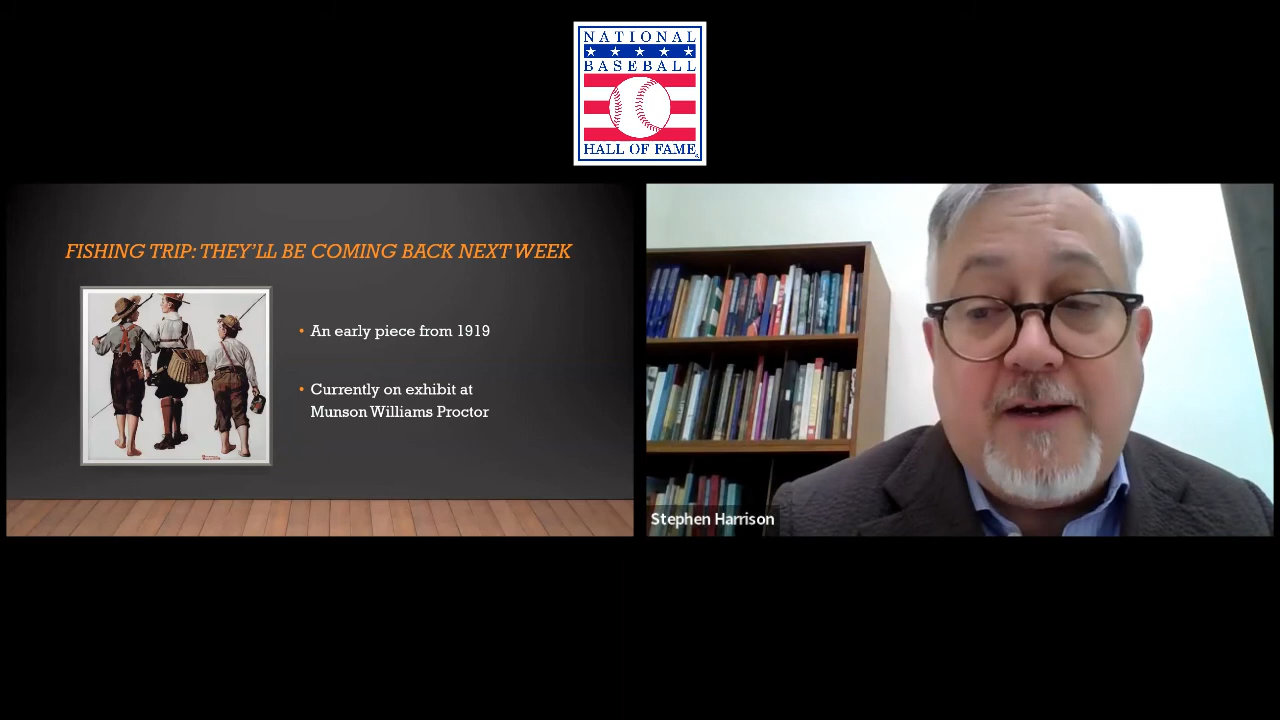 NATIONAL
BASEBALL
HALL OF FAME
FISHING TRIP: THEY'LL BE COMING BACK NEXT WEEK
• An early piece from 1919
• Currently on exhibit at
Munson Williams Proctor
Stephen Harrison